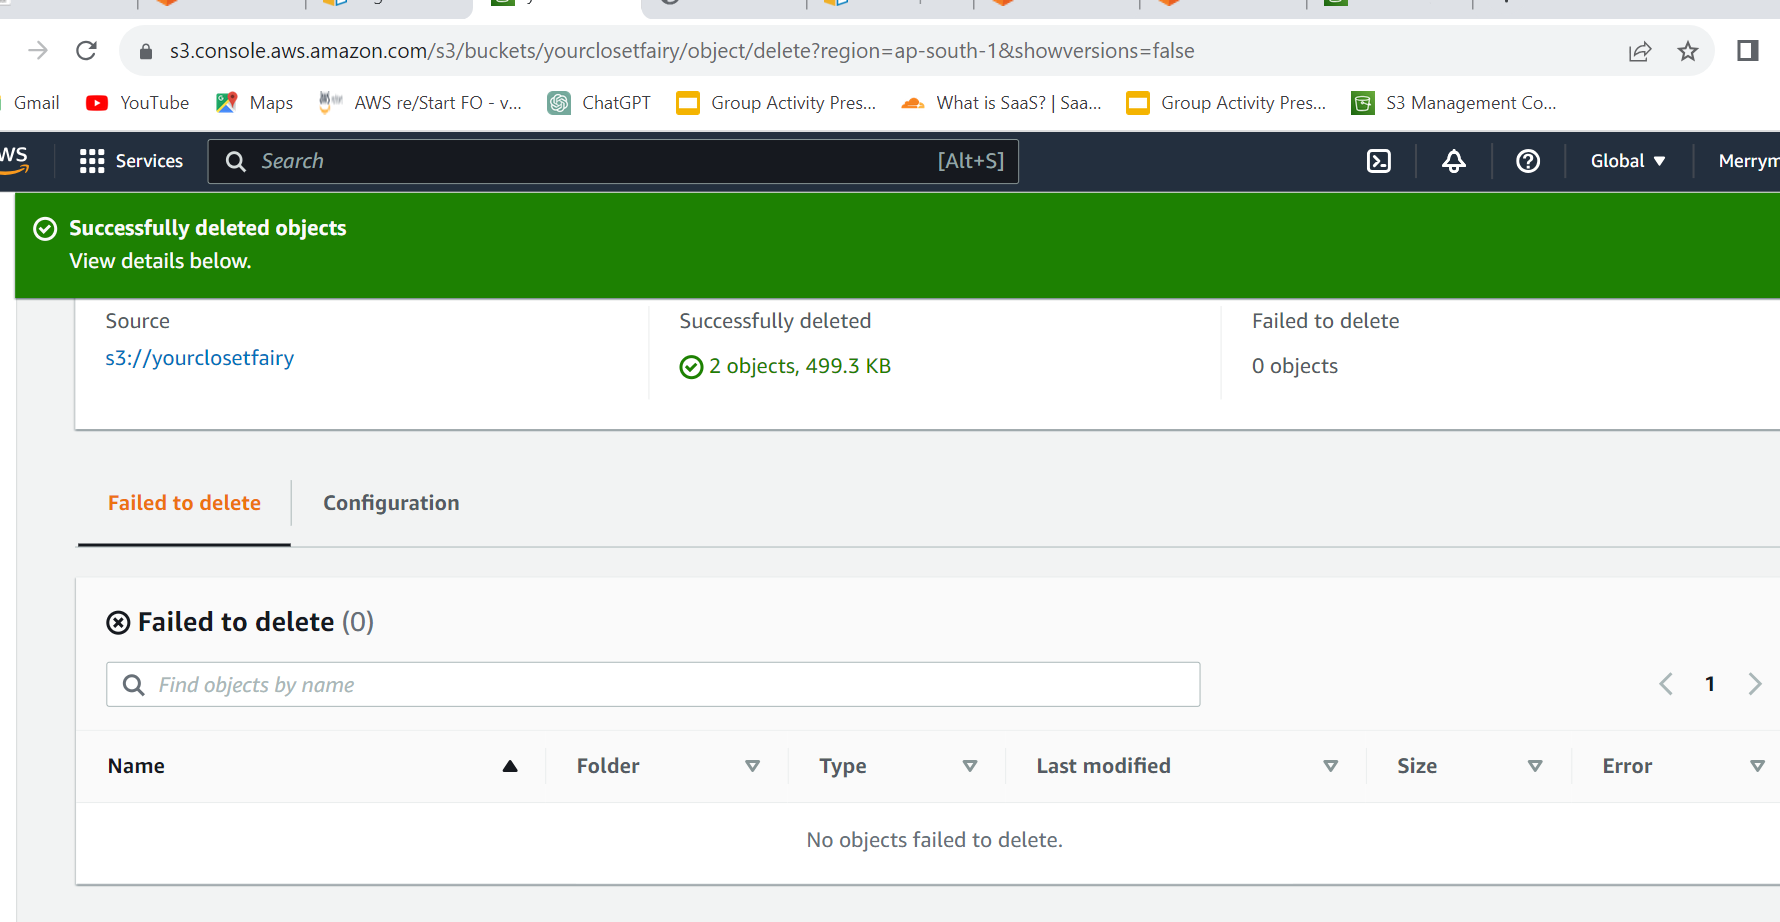 s3.console.aws.amazon.com/s3/buckets/yourclosetfairy/object/delete?region=ap-south-1&showversions=false
Gmail YouTube Maps AWS re/Start FO - v... ChatGPT Group Activity Pres... What is SaaS? | Saa... Group Activity Pres... S3 Management Co...
Services Search [Alt+S] Global
Successfully deleted objects
View details below.
Source Successfully deleted Failed to delete
s3://yourclosetfairy 2 objects, 499.3 KB 0 objects
Failed to delete Configuration
Failed to delete (0)
Find objects by name 1
Name Folder Type Last modified Size Error
No objects failed to delete.